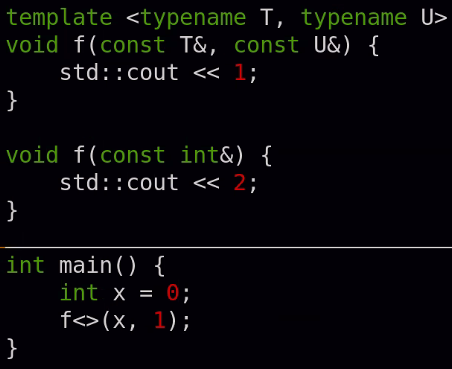 template <typename T, typename U>
void f(const T&, const U&) {
    std::cout << 1;
}

void f(const int&) {
    std::cout << 2;
}

int main() {
    int x = 0;
    f<>(x, 1);
}